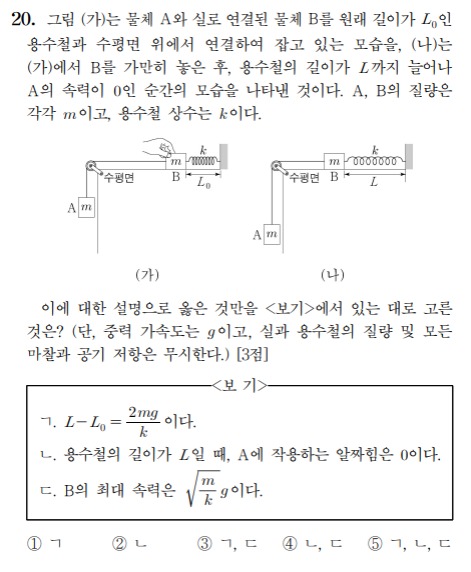 20. 그림 (가)는 물체 A와 실로 연결된 물체 B를 원래 길이가 L₀인
용수철과 수평면 위에서 연결하여 잡고 있는 모습을, (나)는
(가)에서 B를 가만히 놓은 후, 용수철의 길이가 L까지 늘어나
A의 속력이 0인 순간의 모습을 나타낸 것이다. A, B의 질량은
각각 m이고, 용수철 상수는 k이다.
k
m
수평면
B
L₀
A m
(가)
k
m
수평면
B
L
A m
(나)
이에 대한 설명으로 옳은 것만을 <보기>에서 있는 대로 고른
것은? (단, 중력 가속도는 g이고, 실과 용수철의 질량 및 모든
마찰과 공기 저항은 무시한다.) [3점]
<보 기>
ㄱ. L-L₀ = 2mg/k 이다.
ㄴ. 용수철의 길이가 L일 때, A에 작용하는 알짜힘은 0이다.
ㄷ. B의 최대 속력은 √(m/k) g이다.
① ㄱ ② ㄴ ③ ㄱ, ㄷ ④ ㄴ, ㄷ ⑤ ㄱ, ㄴ, ㄷ